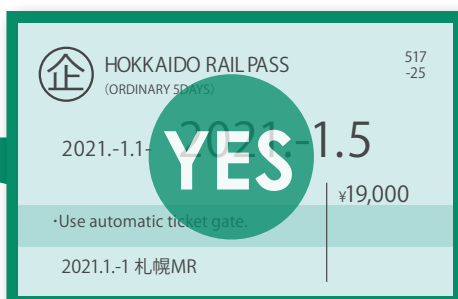 企 HOKKAIDO RAIL PASS
(ORDINARY 5DAYS)
517
-25
2021.-1.1- 2021.-1.5
YES
¥19,000
・Use automatic ticket gate.
2021.1.-1 札幌MR